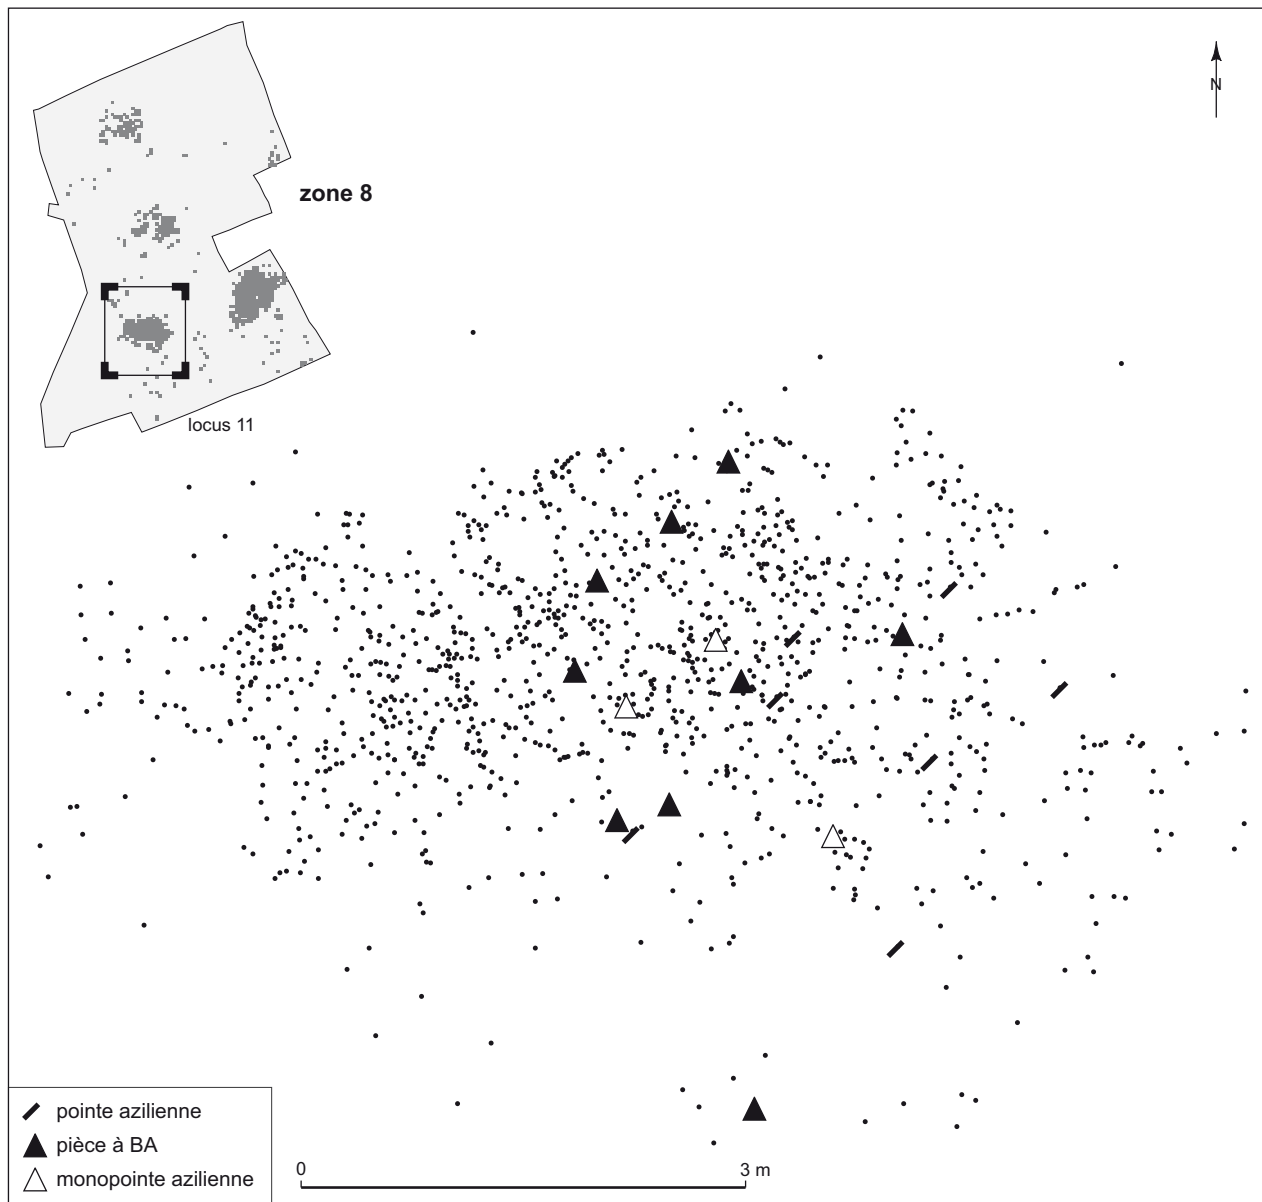 N
zone 8
locus 11
pointe azilienne
pièce à BA
monopointe azilienne
0 3 m